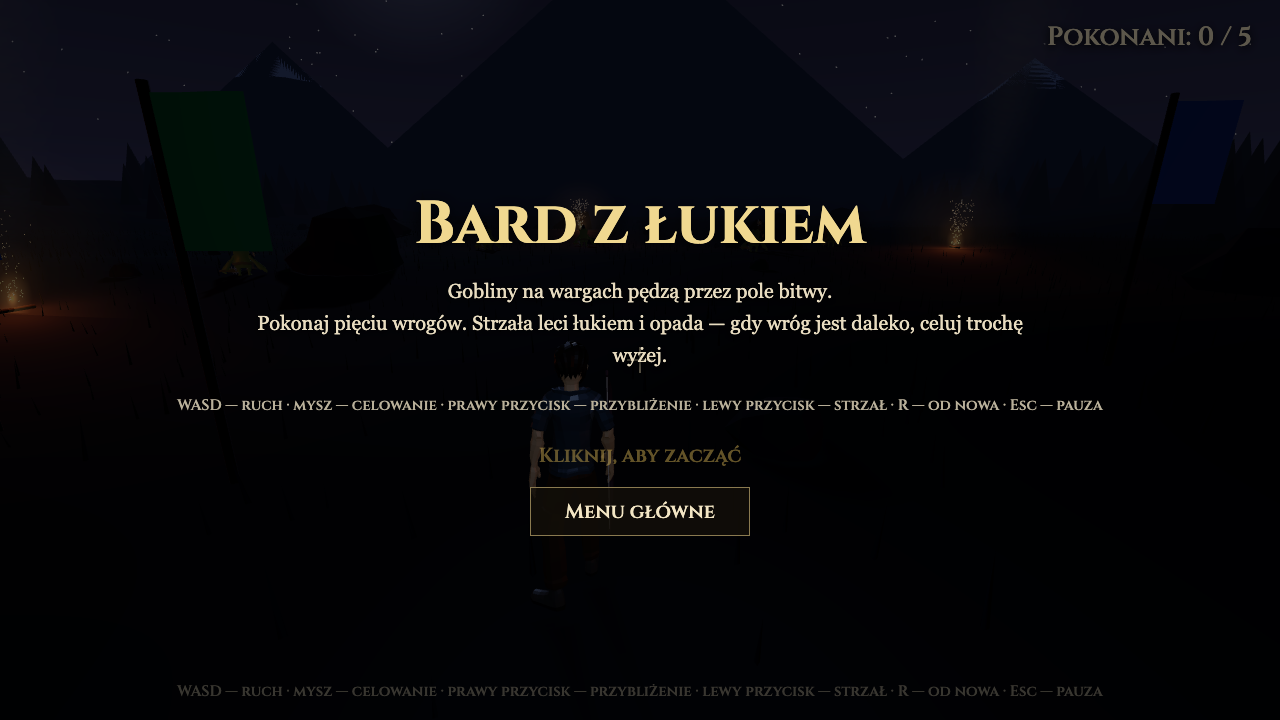 Pokonani: 0 / 5
Bard z Łukiem
Gobliny na wargach pędzą przez pole bitwy.
Pokonaj pięciu wrogów. Strzała leci łukiem i opada — gdy wróg jest daleko, celuj trochę
wyżej.
WASD — ruch · mysz — celowanie · prawy przycisk — przybliżenie · lewy przycisk — strzał · R — od nowa · Esc — pauza
Kliknij, aby zacząć
Menu główne
WASD — ruch · mysz — celowanie · prawy przycisk — przybliżenie · lewy przycisk — strzał · R — od nowa · Esc — pauza